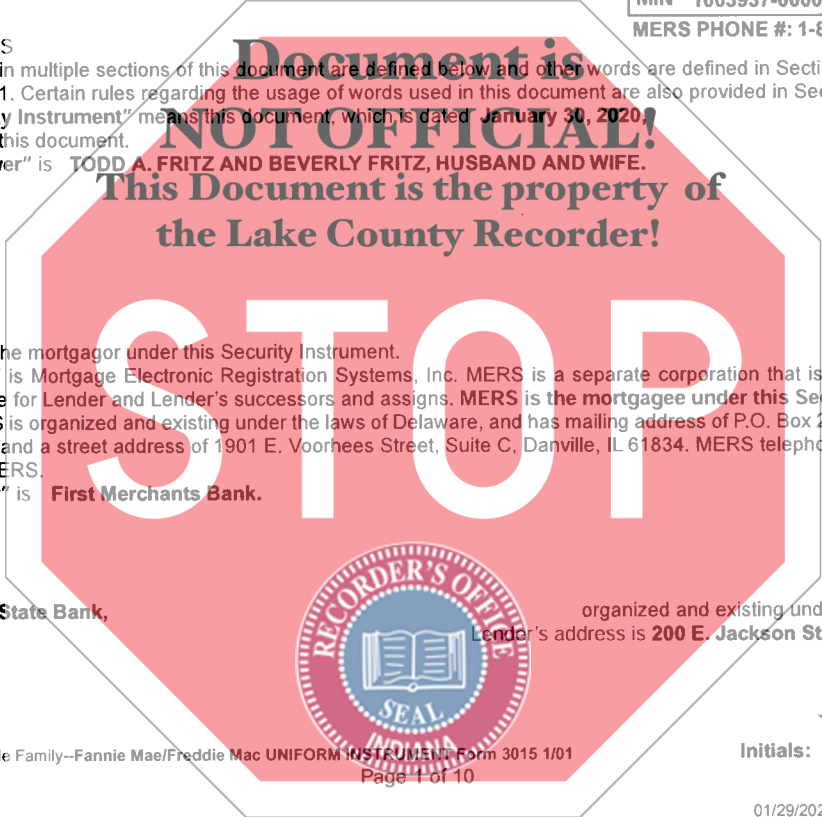 MIN 1003937-0000
MERS PHONE #: 1-8
S
Document is
in multiple sections of this document are defined below and other words are defined in Secti
1. Certain rules regarding the usage of words used in this document are also provided in Sec
y Instrument” means this document, which is dated January 30, 2020,
NOT OFFICIAL!
this document.
er” is TODD A. FRITZ AND BEVERLY FRITZ, HUSBAND AND WIFE.
This Document is the property of
the Lake County Recorder!
STOP
he mortgagor under this Security Instrument.
is Mortgage Electronic Registration Systems, Inc. MERS is a separate corporation that is
e for Lender and Lender’s successors and assigns. MERS is the mortgagee under this Sec
S is organized and existing under the laws of Delaware, and has mailing address of P.O. Box 2
and a street address of 1901 E. Voorhees Street, Suite C, Danville, IL 61834. MERS telepho
ERS.
” is First Merchants Bank.
RECORDER'S OFFICE
SEAL
INDIANA
State Bank,
organized and existing und
Lender’s address is 200 E. Jackson St
e Family--Fannie Mae/Freddie Mac UNIFORM INSTRUMENT Form 3015 1/01
Initials:
Page 1 of 10
01/29/202